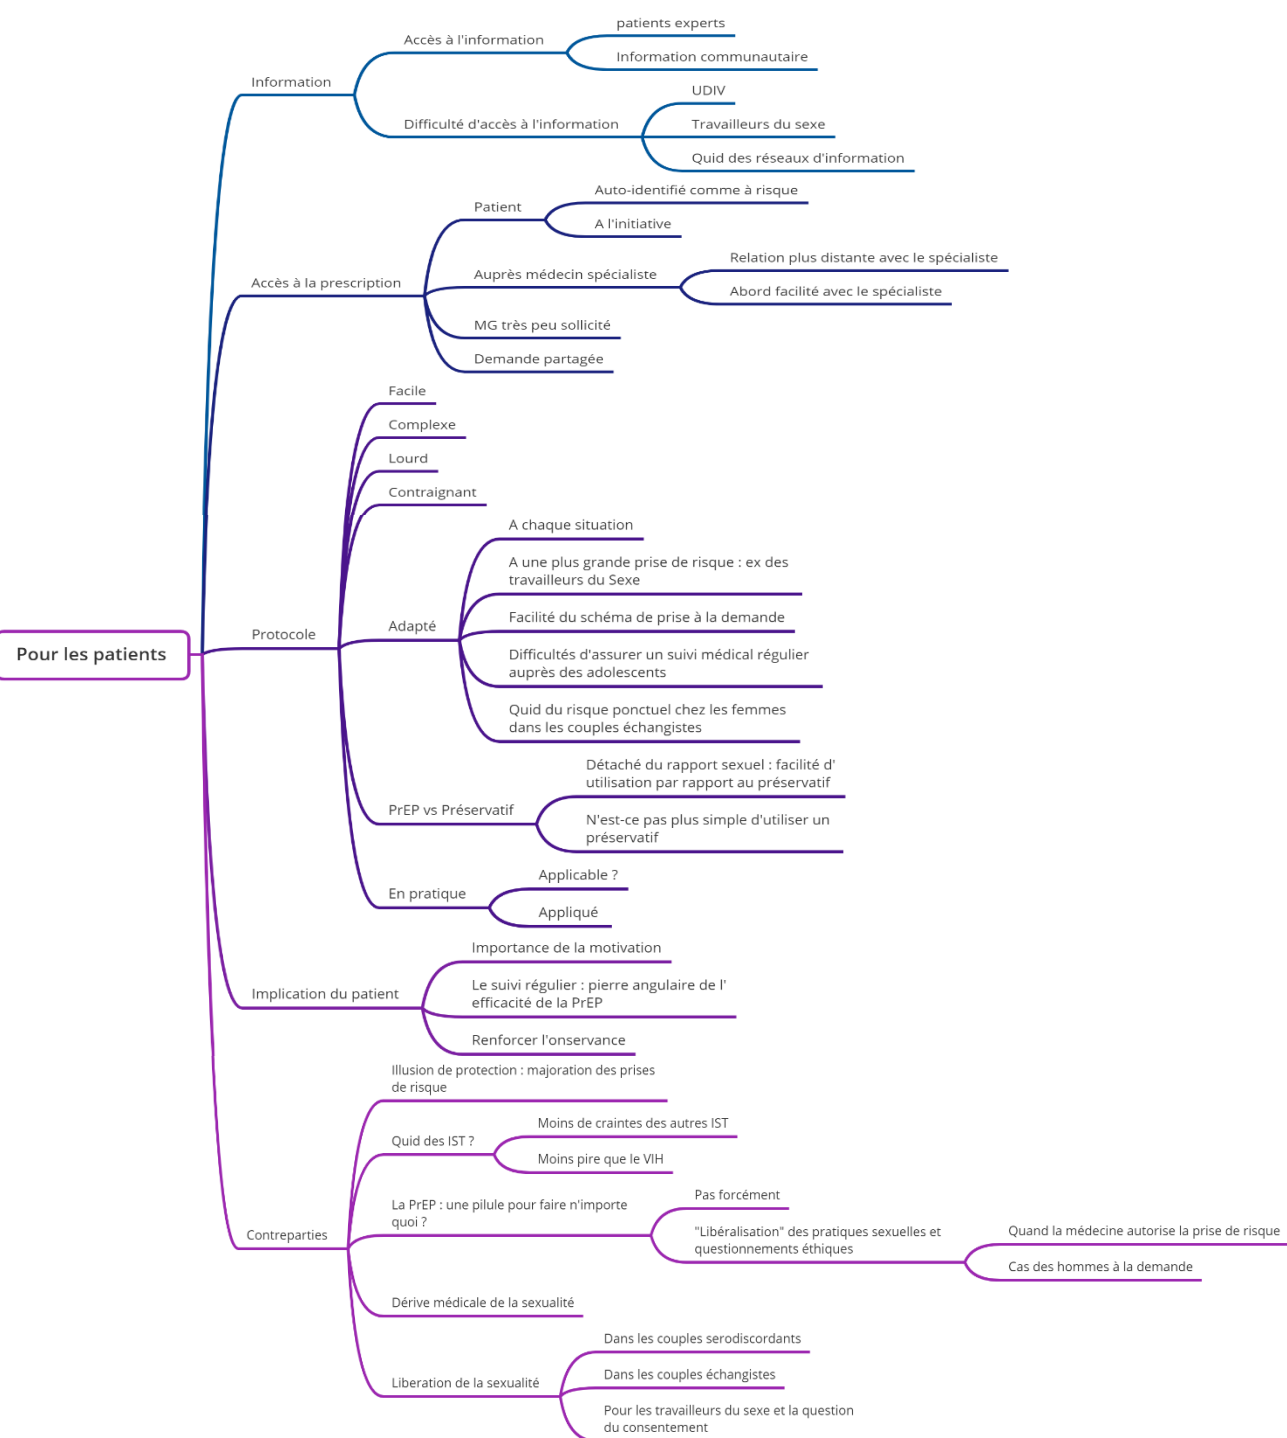 patients experts
Accès à l'information
Information communautaire
Information
UDIV
Difficulté d'accès à l'information
Travailleurs du sexe
Quid des réseaux d'information
Auto-identifié comme à risque
Patient
A l'initiative
Relation plus distante avec le spécialiste
Auprès médecin spécialiste
Accès à la prescription
Abord facilité avec le spécialiste
MG très peu sollicité
Demande partagée
Facile
Complexe
Lourd
Contraignant
A chaque situation
A une plus grande prise de risque : ex des
travailleurs du Sexe
Facilité du schéma de prise à la demande
Adapté
Protocole
Pour les patients
Difficultés d'assurer un suivi médical régulier
auprès des adolescents
Quid du risque ponctuel chez les femmes
dans les couples échangistes
Détaché du rapport sexuel : facilité d'
utilisation par rapport au préservatif
PrEP vs Préservatif
N'est-ce pas plus simple d'utiliser un
préservatif
Applicable ?
En pratique
Appliqué
Importance de la motivation
Implication du patient
Le suivi régulier : pierre angulaire de l'
efficacité de la PrEP
Renforcer l'onservance
Illusion de protection : majoration des prises
de risque
Moins de craintes des autres IST
Quid des IST ?
Moins pire que le VIH
Pas forcément
La PrEP : une pilule pour faire n'importe
quoi ?
Contreparties
"Libéralisation" des pratiques sexuelles et
questionnements éthiques
Quand la médecine autorise la prise de risque
Cas des hommes à la demande
Dérive médicale de la sexualité
Dans les couples serodiscordants
Liberation de la sexualité
Dans les couples échangistes
Pour les travailleurs du sexe et la question
du consentement